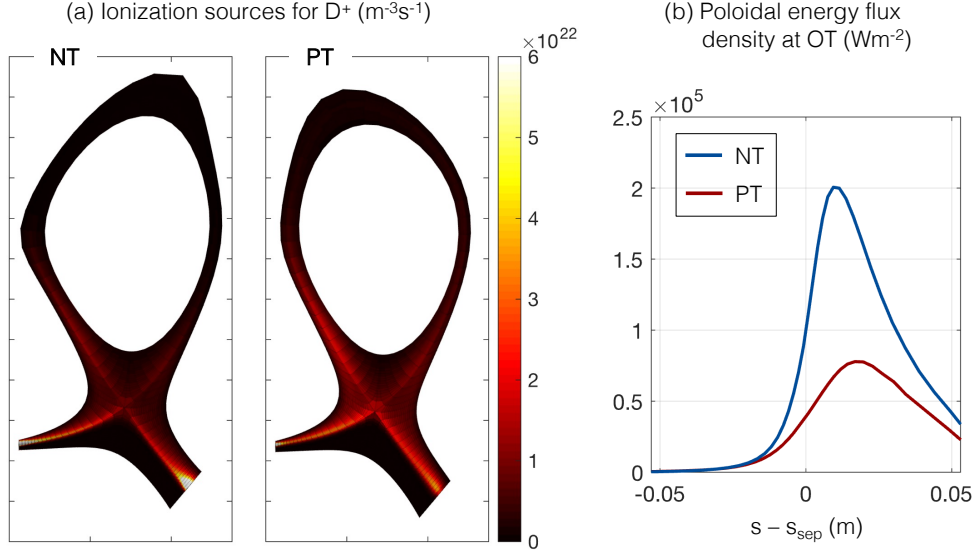 (a) Ionization sources for D⁺ (m⁻³s⁻¹)
NT
PT
×10²²
6
5
4
3
2
1
0
(b) Poloidal energy flux
density at OT (Wm⁻²)
×10⁵
2.5
2
1.5
1
0.5
0
NT
PT
-0.05
0
0.05
s – s_sep (m)